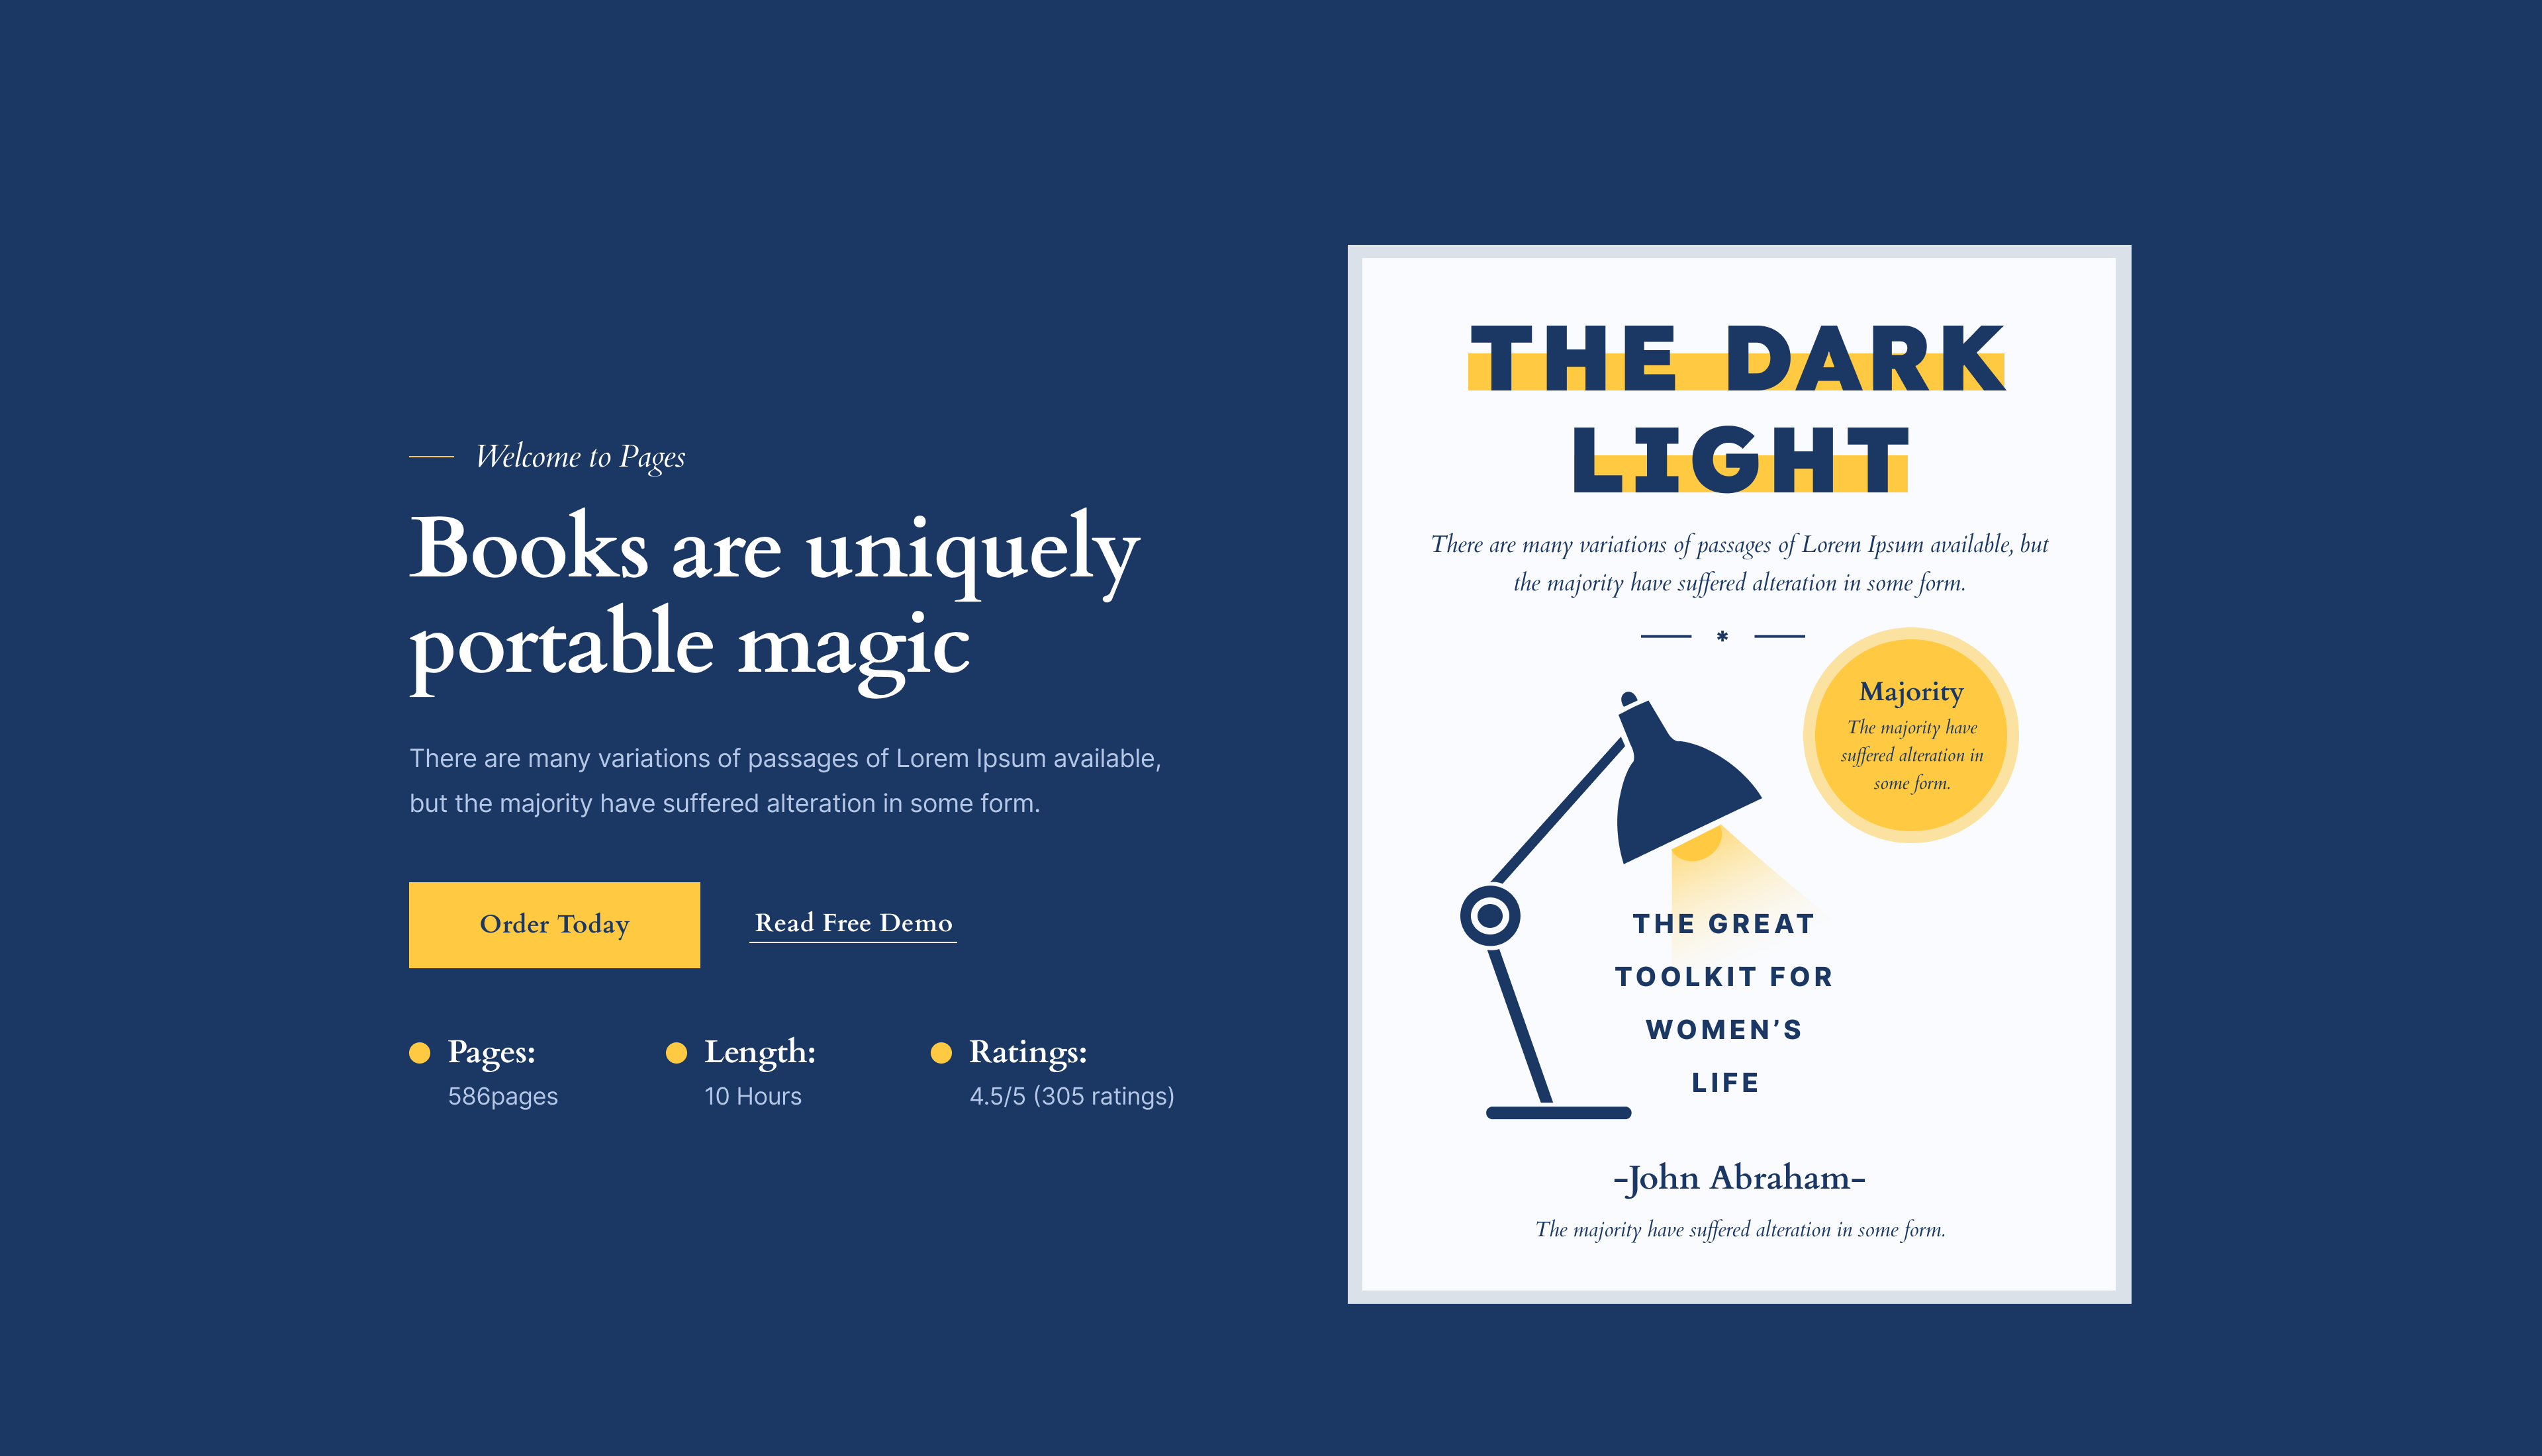 Welcome to Pages
Books are uniquely
portable magic
There are many variations of passages of Lorem Ipsum available,
but the majority have suffered alteration in some form.
Order Today
Read Free Demo
Pages:
586pages
Length:
10 Hours
Ratings:
4.5/5 (305 ratings)
THE DARK
LIGHT
There are many variations of passages of Lorem Ipsum available, but
the majority have suffered alteration in some form.
*
Majority
The majority have
suffered alteration in
some form.
THE GREAT
TOOLKIT FOR
WOMEN’S
LIFE
-John Abraham-
The majority have suffered alteration in some form.